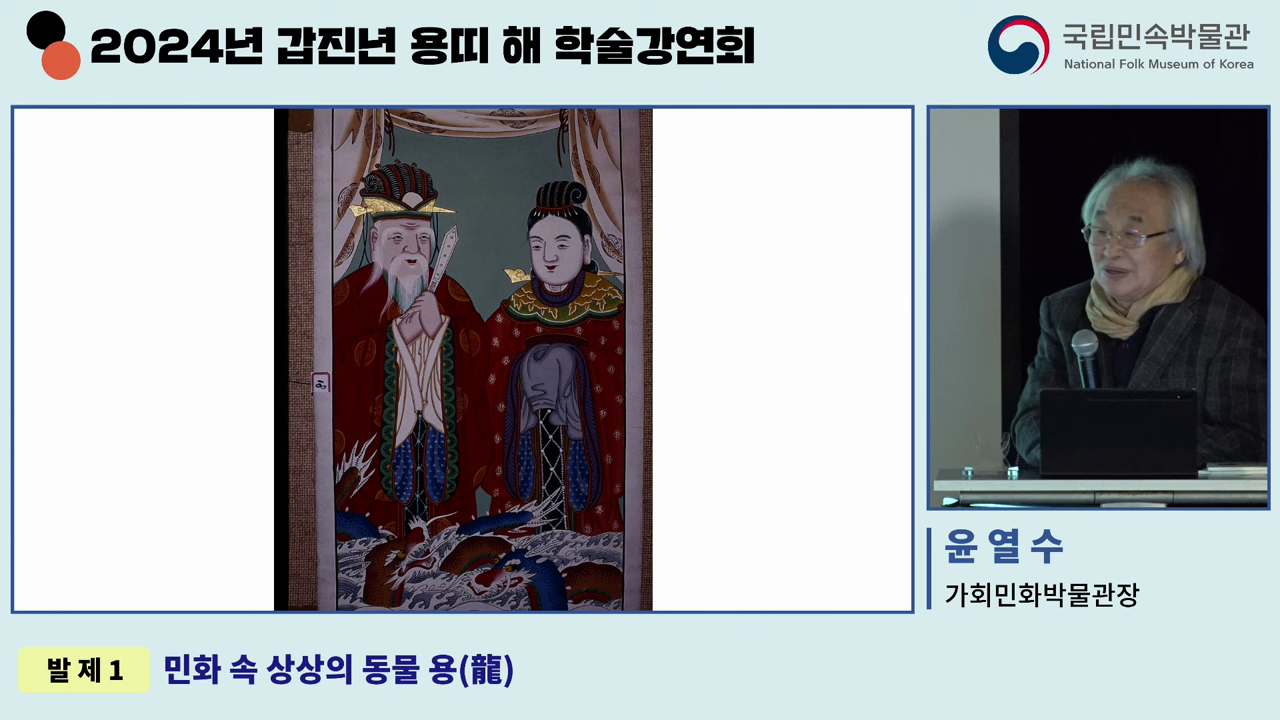 2024년 갑진년 용띠 해 학술강연회
국립민속박물관
National Folk Museum of Korea
윤열수
가회민화박물관장
발제1 민화 속 상상의 동물 용(龍)